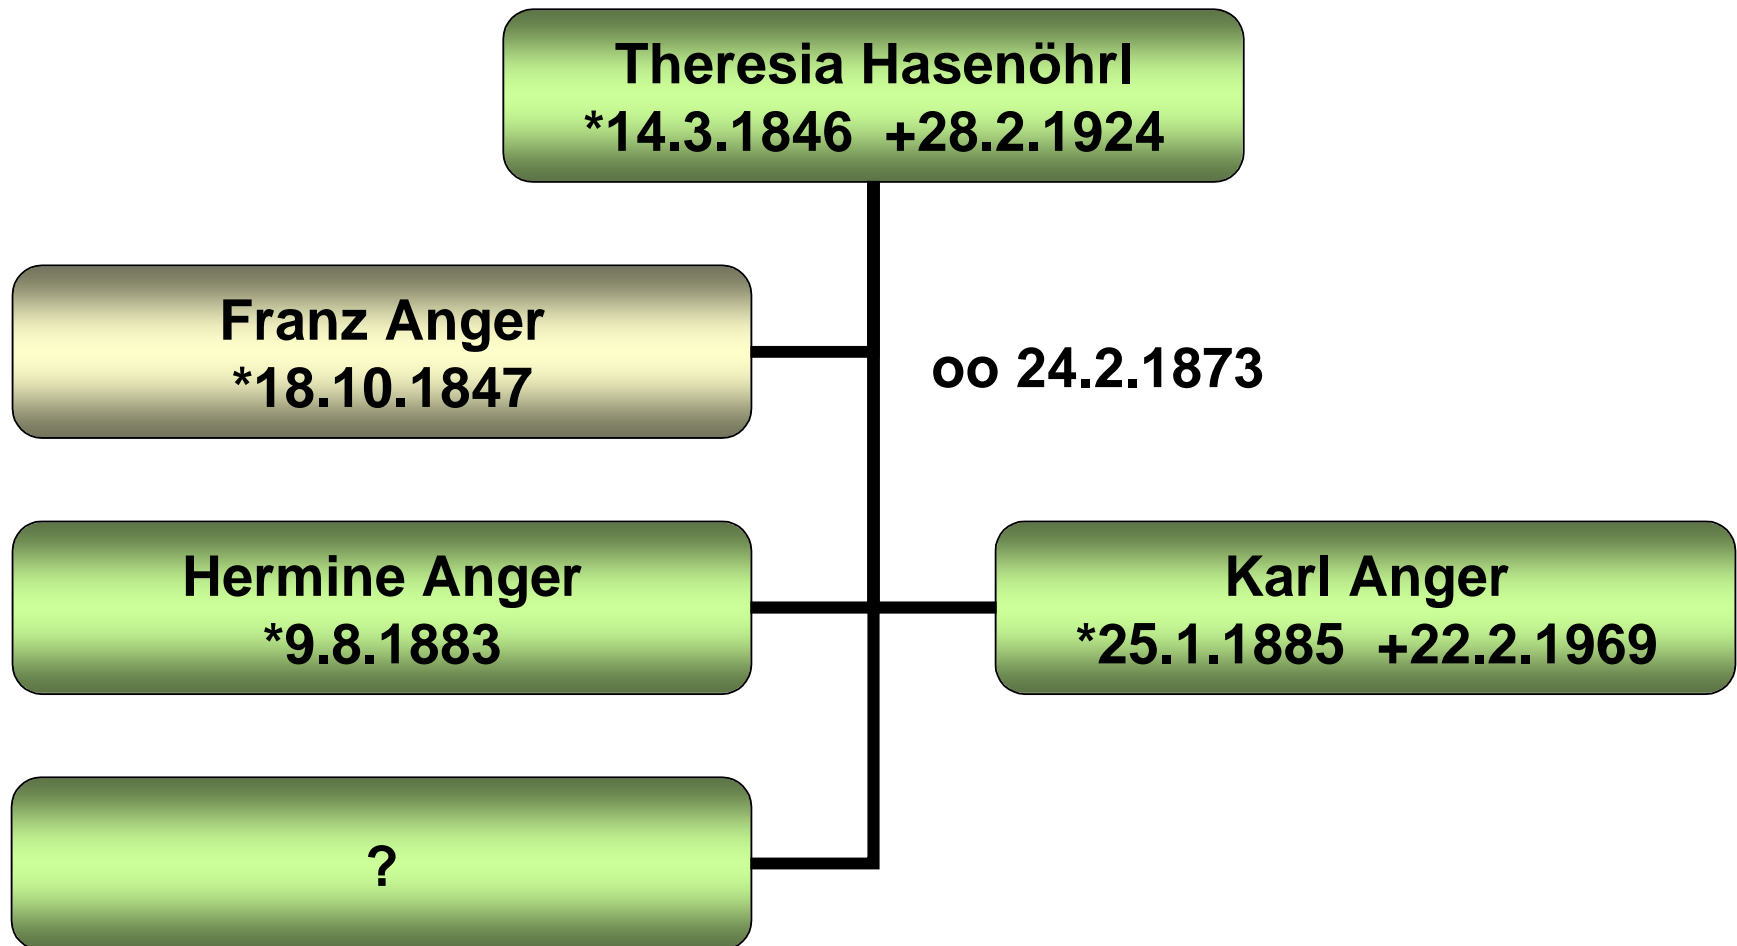 Theresia Hasenöhrl
*14.3.1846 +28.2.1924
Franz Anger
*18.10.1847
oo 24.2.1873
Hermine Anger
*9.8.1883
Karl Anger
*25.1.1885 +22.2.1969
?